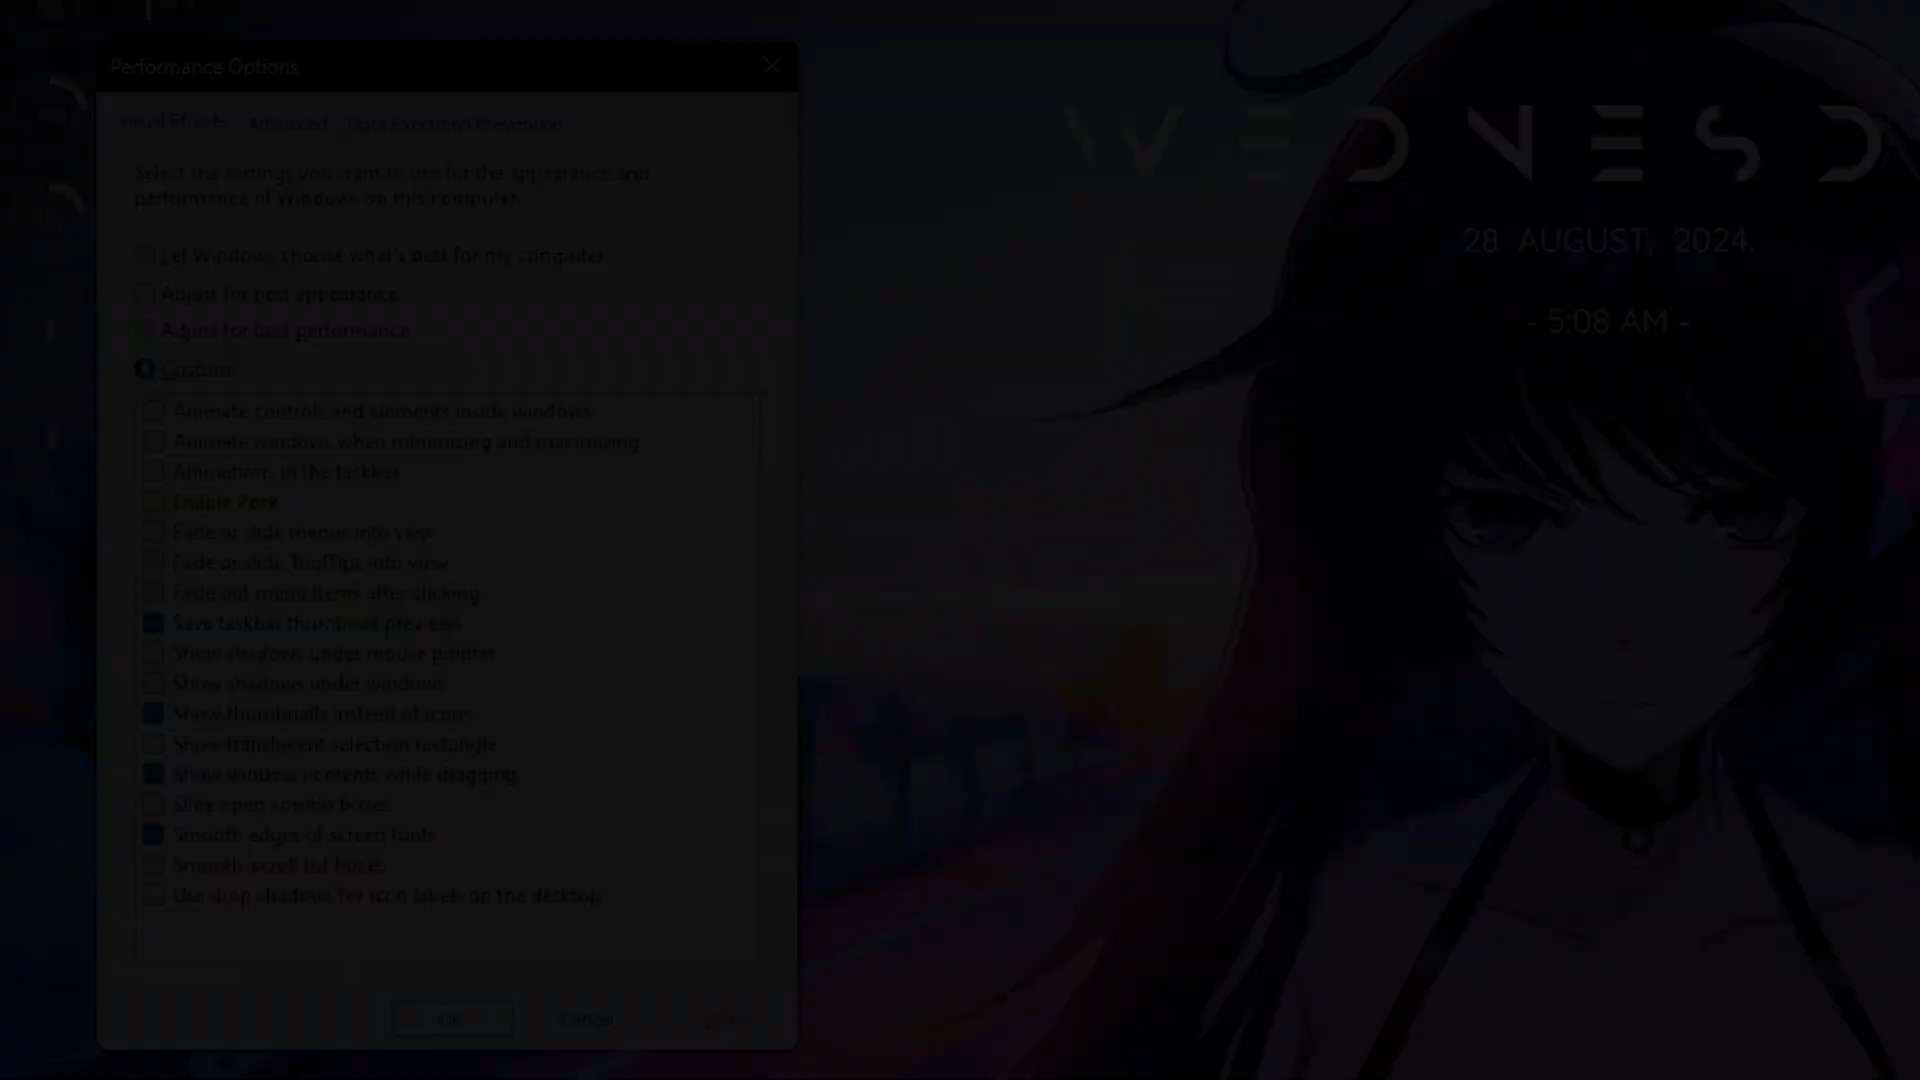 Performance Options
Visual Effects Advanced Data Execution Prevention
Select the settings you want to use for the appearance and
performance of Windows on this computer.
Let Windows choose what's best for my computer
Adjust for best appearance
Adjust for best performance
Custom:
Animate controls and elements inside windows
Animate windows when minimizing and maximizing
Animations in the taskbar
Enable Peek
Fade or slide menus into view
Fade or slide ToolTips into view
Fade out menu items after clicking
Save taskbar thumbnail previews
Show shadows under mouse pointer
Show shadows under windows
Show thumbnails instead of icons
Show translucent selection rectangle
Show window contents while dragging
Slide open combo boxes
Smooth edges of screen fonts
Smooth-scroll list boxes
Use drop shadows for icon labels on the desktop
OK Cancel
WEDNESD
28 AUGUST, 2024.
- 5:08 AM -